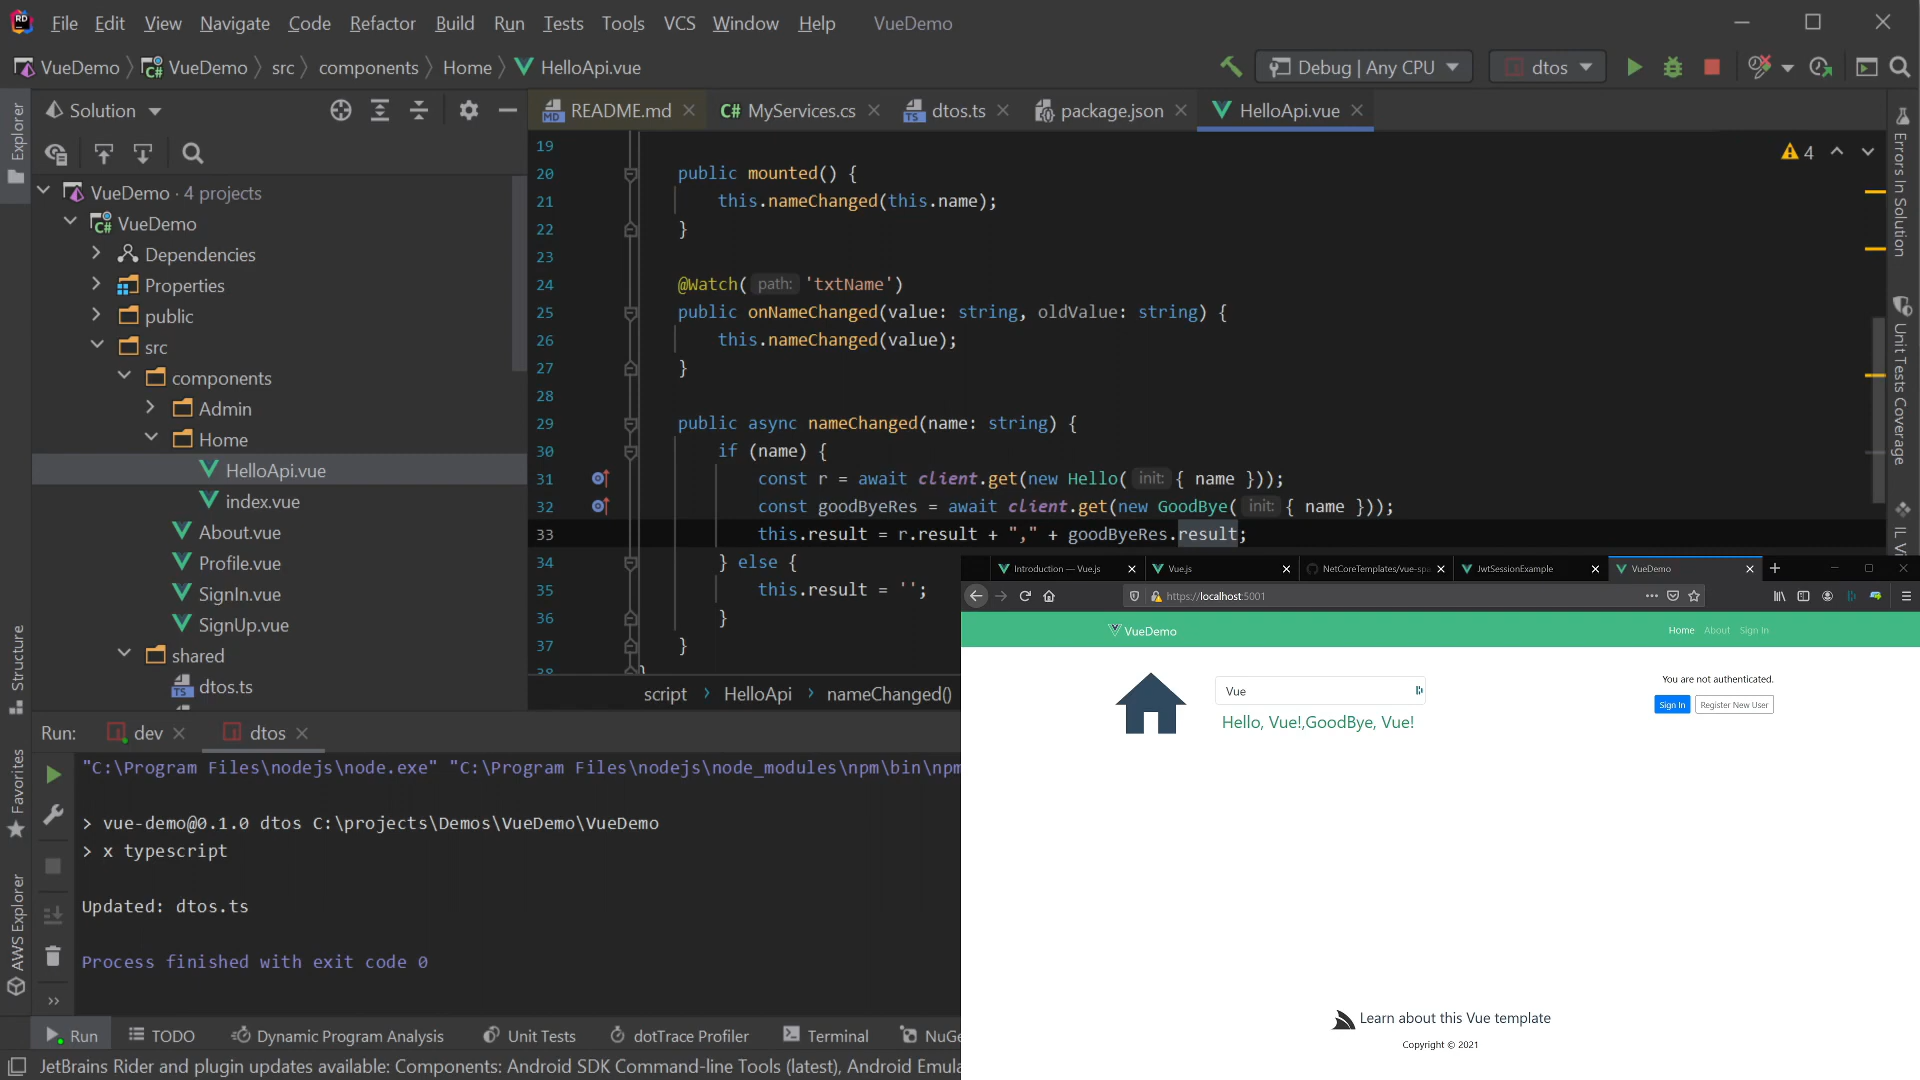 File Edit View Navigate Code Refactor Build Run Tests Tools VCS Window Help VueDemo
VueDemo VueDemo src components Home HelloApi.vue Debug | Any CPU dtos
Explorer
Solution
README.md C# MyServices.cs dtos.ts package.json HelloApi.vue
VueDemo · 4 projects
VueDemo
Dependencies
Properties
public
src
components
Admin
Home
HelloApi.vue
index.vue
About.vue
Profile.vue
SignIn.vue
SignUp.vue
shared
dtos.ts
4
19
20 public mounted() {
21 this.nameChanged(this.name);
22 }
23
24 @Watch( path: 'txtName')
25 public onNameChanged(value: string, oldValue: string) {
26 this.nameChanged(value);
27 }
28
29 public async nameChanged(name: string) {
30 if (name) {
31 const r = await client.get(new Hello( init: { name }));
32 const goodByeRes = await client.get(new GoodBye( init: { name }));
33 this.result = r.result + "," + goodByeRes.result;
34 } else {
35 this.result = '';
36 }
37 }
38 }
script › HelloApi › nameChanged()
Errors In Solution
Unit Tests Coverage
Structure
Favorites
AWS Explorer
Run: dev dtos
"C:\Program Files\nodejs\node.exe" "C:\Program Files\nodejs\node_modules\npm\bin\npm
> vue-demo@0.1.0 dtos C:\projects\Demos\VueDemo\VueDemo
> x typescript
Updated: dtos.ts
Process finished with exit code 0
Run TODO Dynamic Program Analysis Unit Tests dotTrace Profiler Terminal NuGe
JetBrains Rider and plugin updates available: Components: Android SDK Command-line Tools (latest), Android Emula
Introduction — Vue.js Vue.js NetCoreTemplates/vue-spa JwtSessionExample VueDemo
https://localhost:5001
VueDemo Home About Sign In
Vue
Hello, Vue!,GoodBye, Vue!
You are not authenticated.
Sign In Register New User
Learn about this Vue template
Copyright © 2021